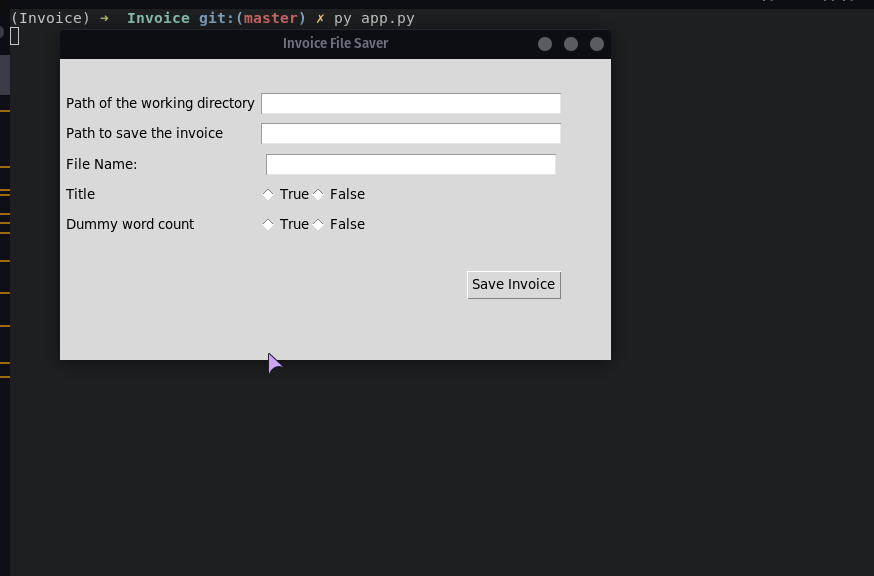 (Invoice) ➜ Invoice git:(master) ✗ py app.py
Invoice File Saver
Path of the working directory
Path to save the invoice
File Name:
Title True False
Dummy word count True False
Save Invoice